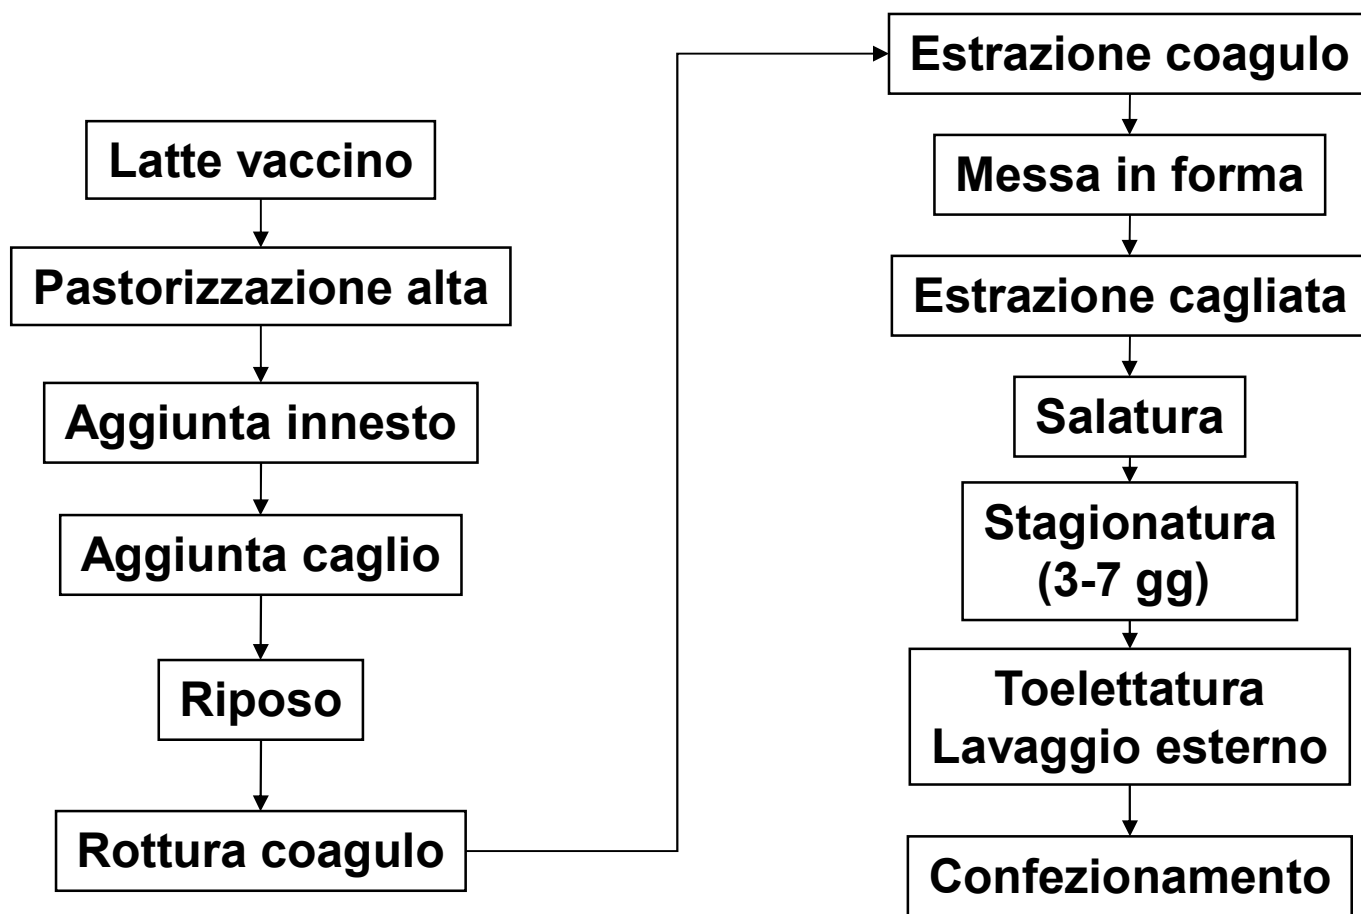 Latte vaccino
Pastorizzazione alta
Aggiunta innesto
Aggiunta caglio
Riposo
Rottura coagulo
Estrazione coagulo
Messa in forma
Estrazione cagliata
Salatura
Stagionatura
(3-7 gg)
Toelettatura
Lavaggio esterno
Confezionamento